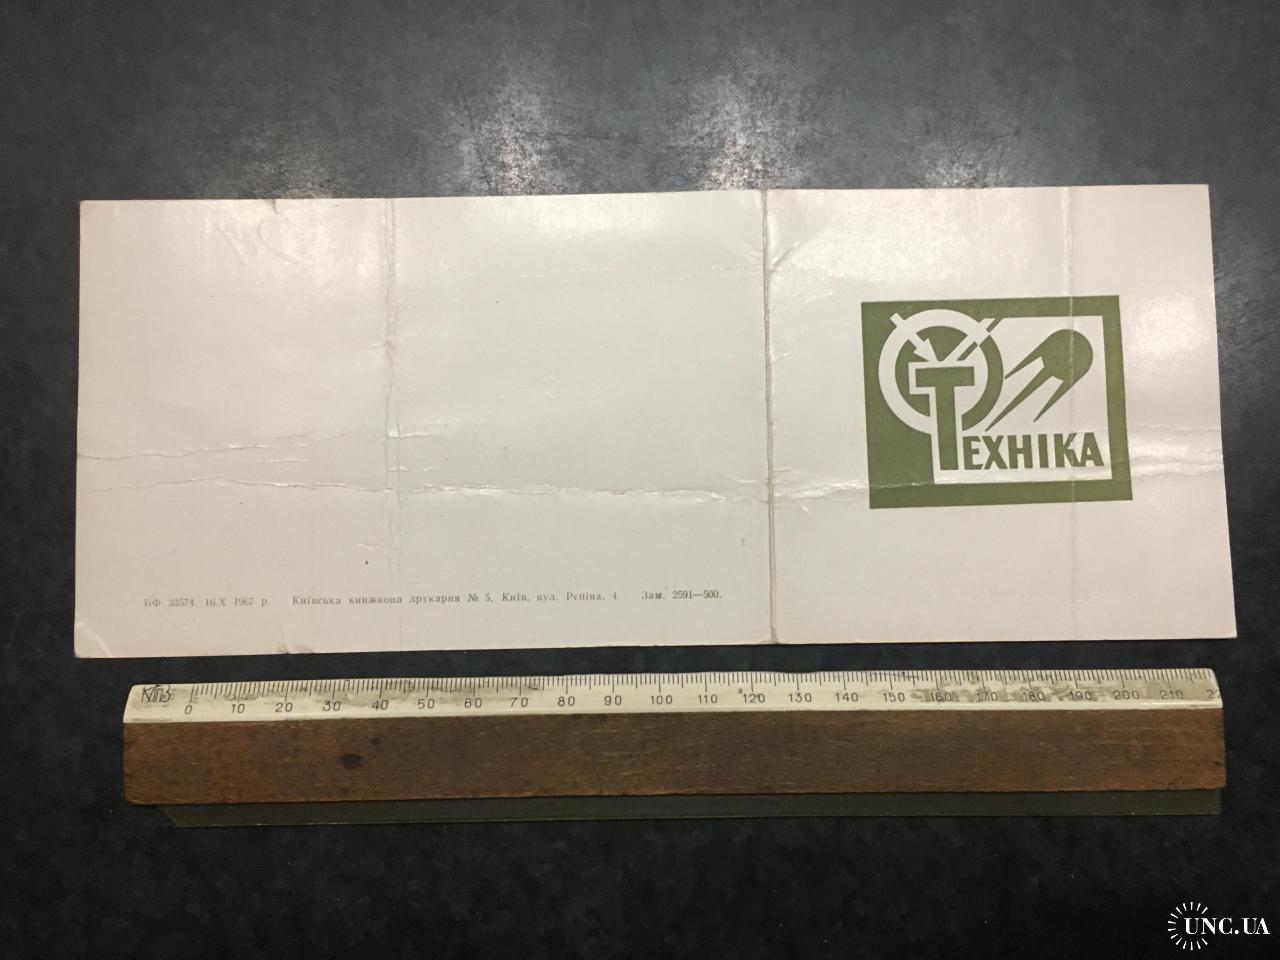 ТЕХНІКА
БФ 33574. 16.X 1967 р. Київська книжкова друкарня № 5, Київ, вул. Рєпіна, 4. Зам. 2591—500.
0 10 20 30 40 50 60 70 80 90 100 110 120 130 140 150 160 170 180 190 200 210
UNC.UA